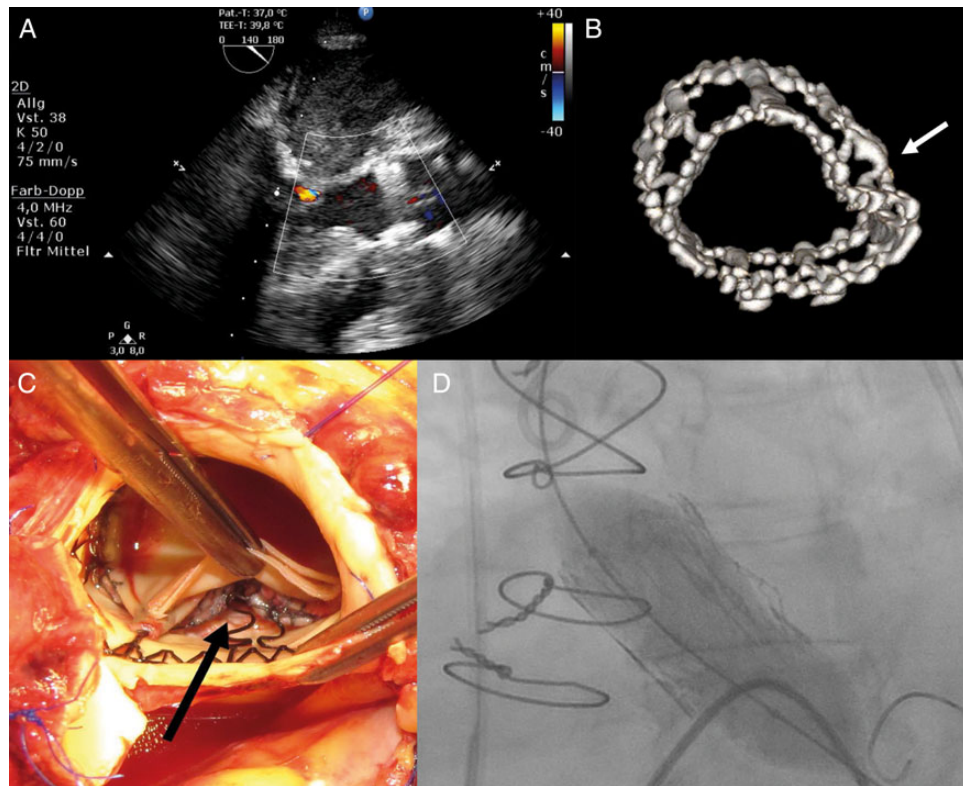 A
Pat.-T: 37,0 °C
TEE-T: 39,8 °C
0 140 180
P
+40
c
m
/
s
-40
2D
Allg
Vst. 38
K 50
4/2/0
75 mm/s
Farb-Dopp
4,0 MHz
Vst. 60
4/4/0
Fltr Mittel
G
P R
3,0 8,0
B
C
D